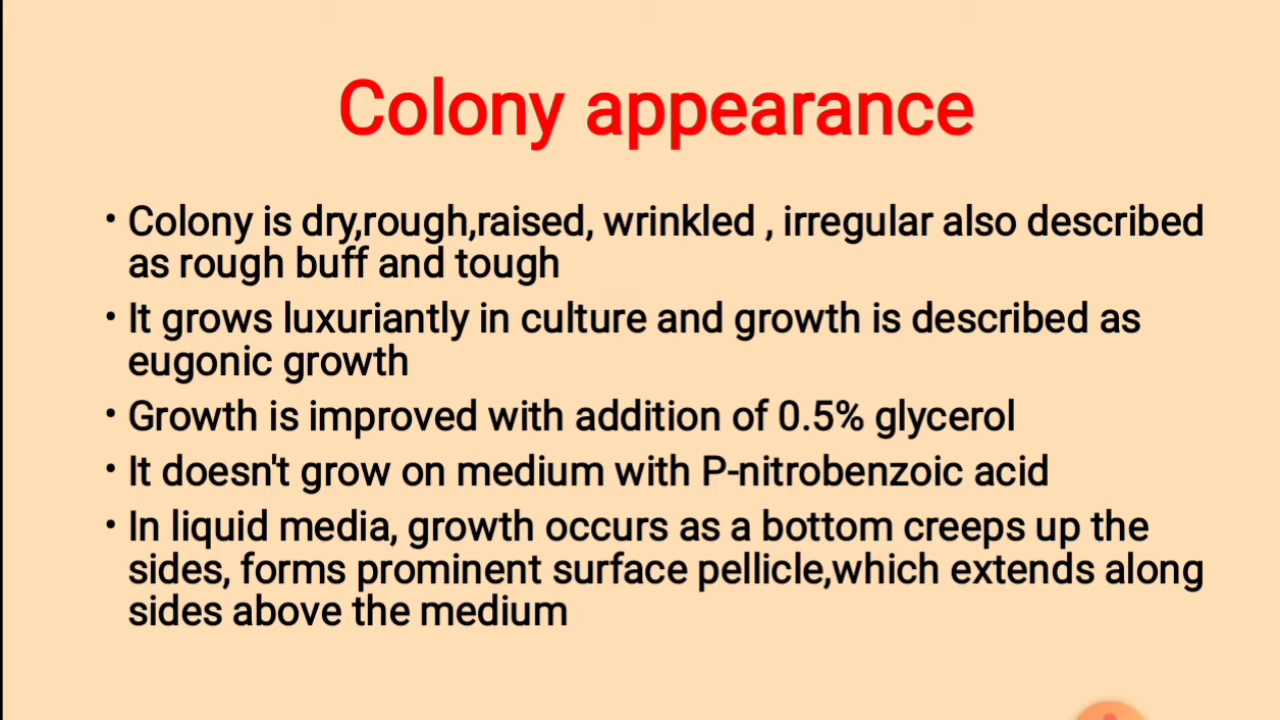 Colony appearance
• Colony is dry,rough,raised, wrinkled , irregular also described
as rough buff and tough
• It grows luxuriantly in culture and growth is described as
eugonic growth
• Growth is improved with addition of 0.5% glycerol
• It doesn't grow on medium with P-nitrobenzoic acid
• In liquid media, growth occurs as a bottom creeps up the
sides, forms prominent surface pellicle,which extends along
sides above the medium